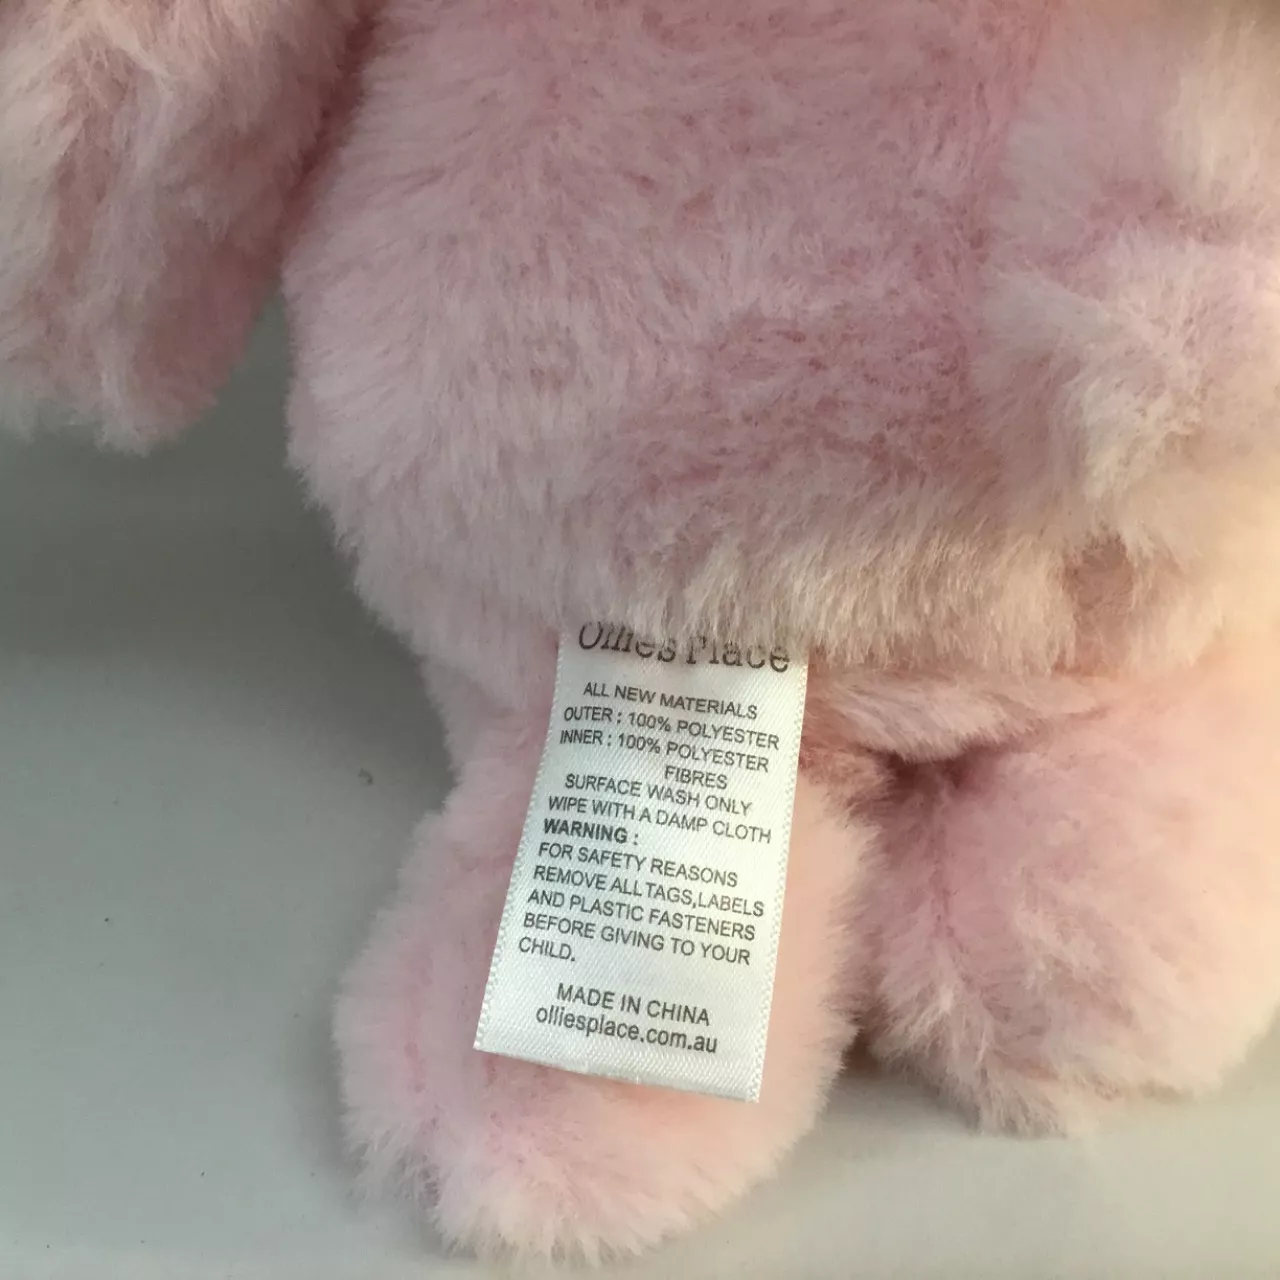 Ollies Place
ALL NEW MATERIALS
OUTER : 100% POLYESTER
INNER : 100% POLYESTER
FIBRES
SURFACE WASH ONLY
WIPE WITH A DAMP CLOTH
WARNING :
FOR SAFETY REASONS
REMOVE ALL TAGS,LABELS
AND PLASTIC FASTENERS
BEFORE GIVING TO YOUR
CHILD.
MADE IN CHINA
olliesplace.com.au